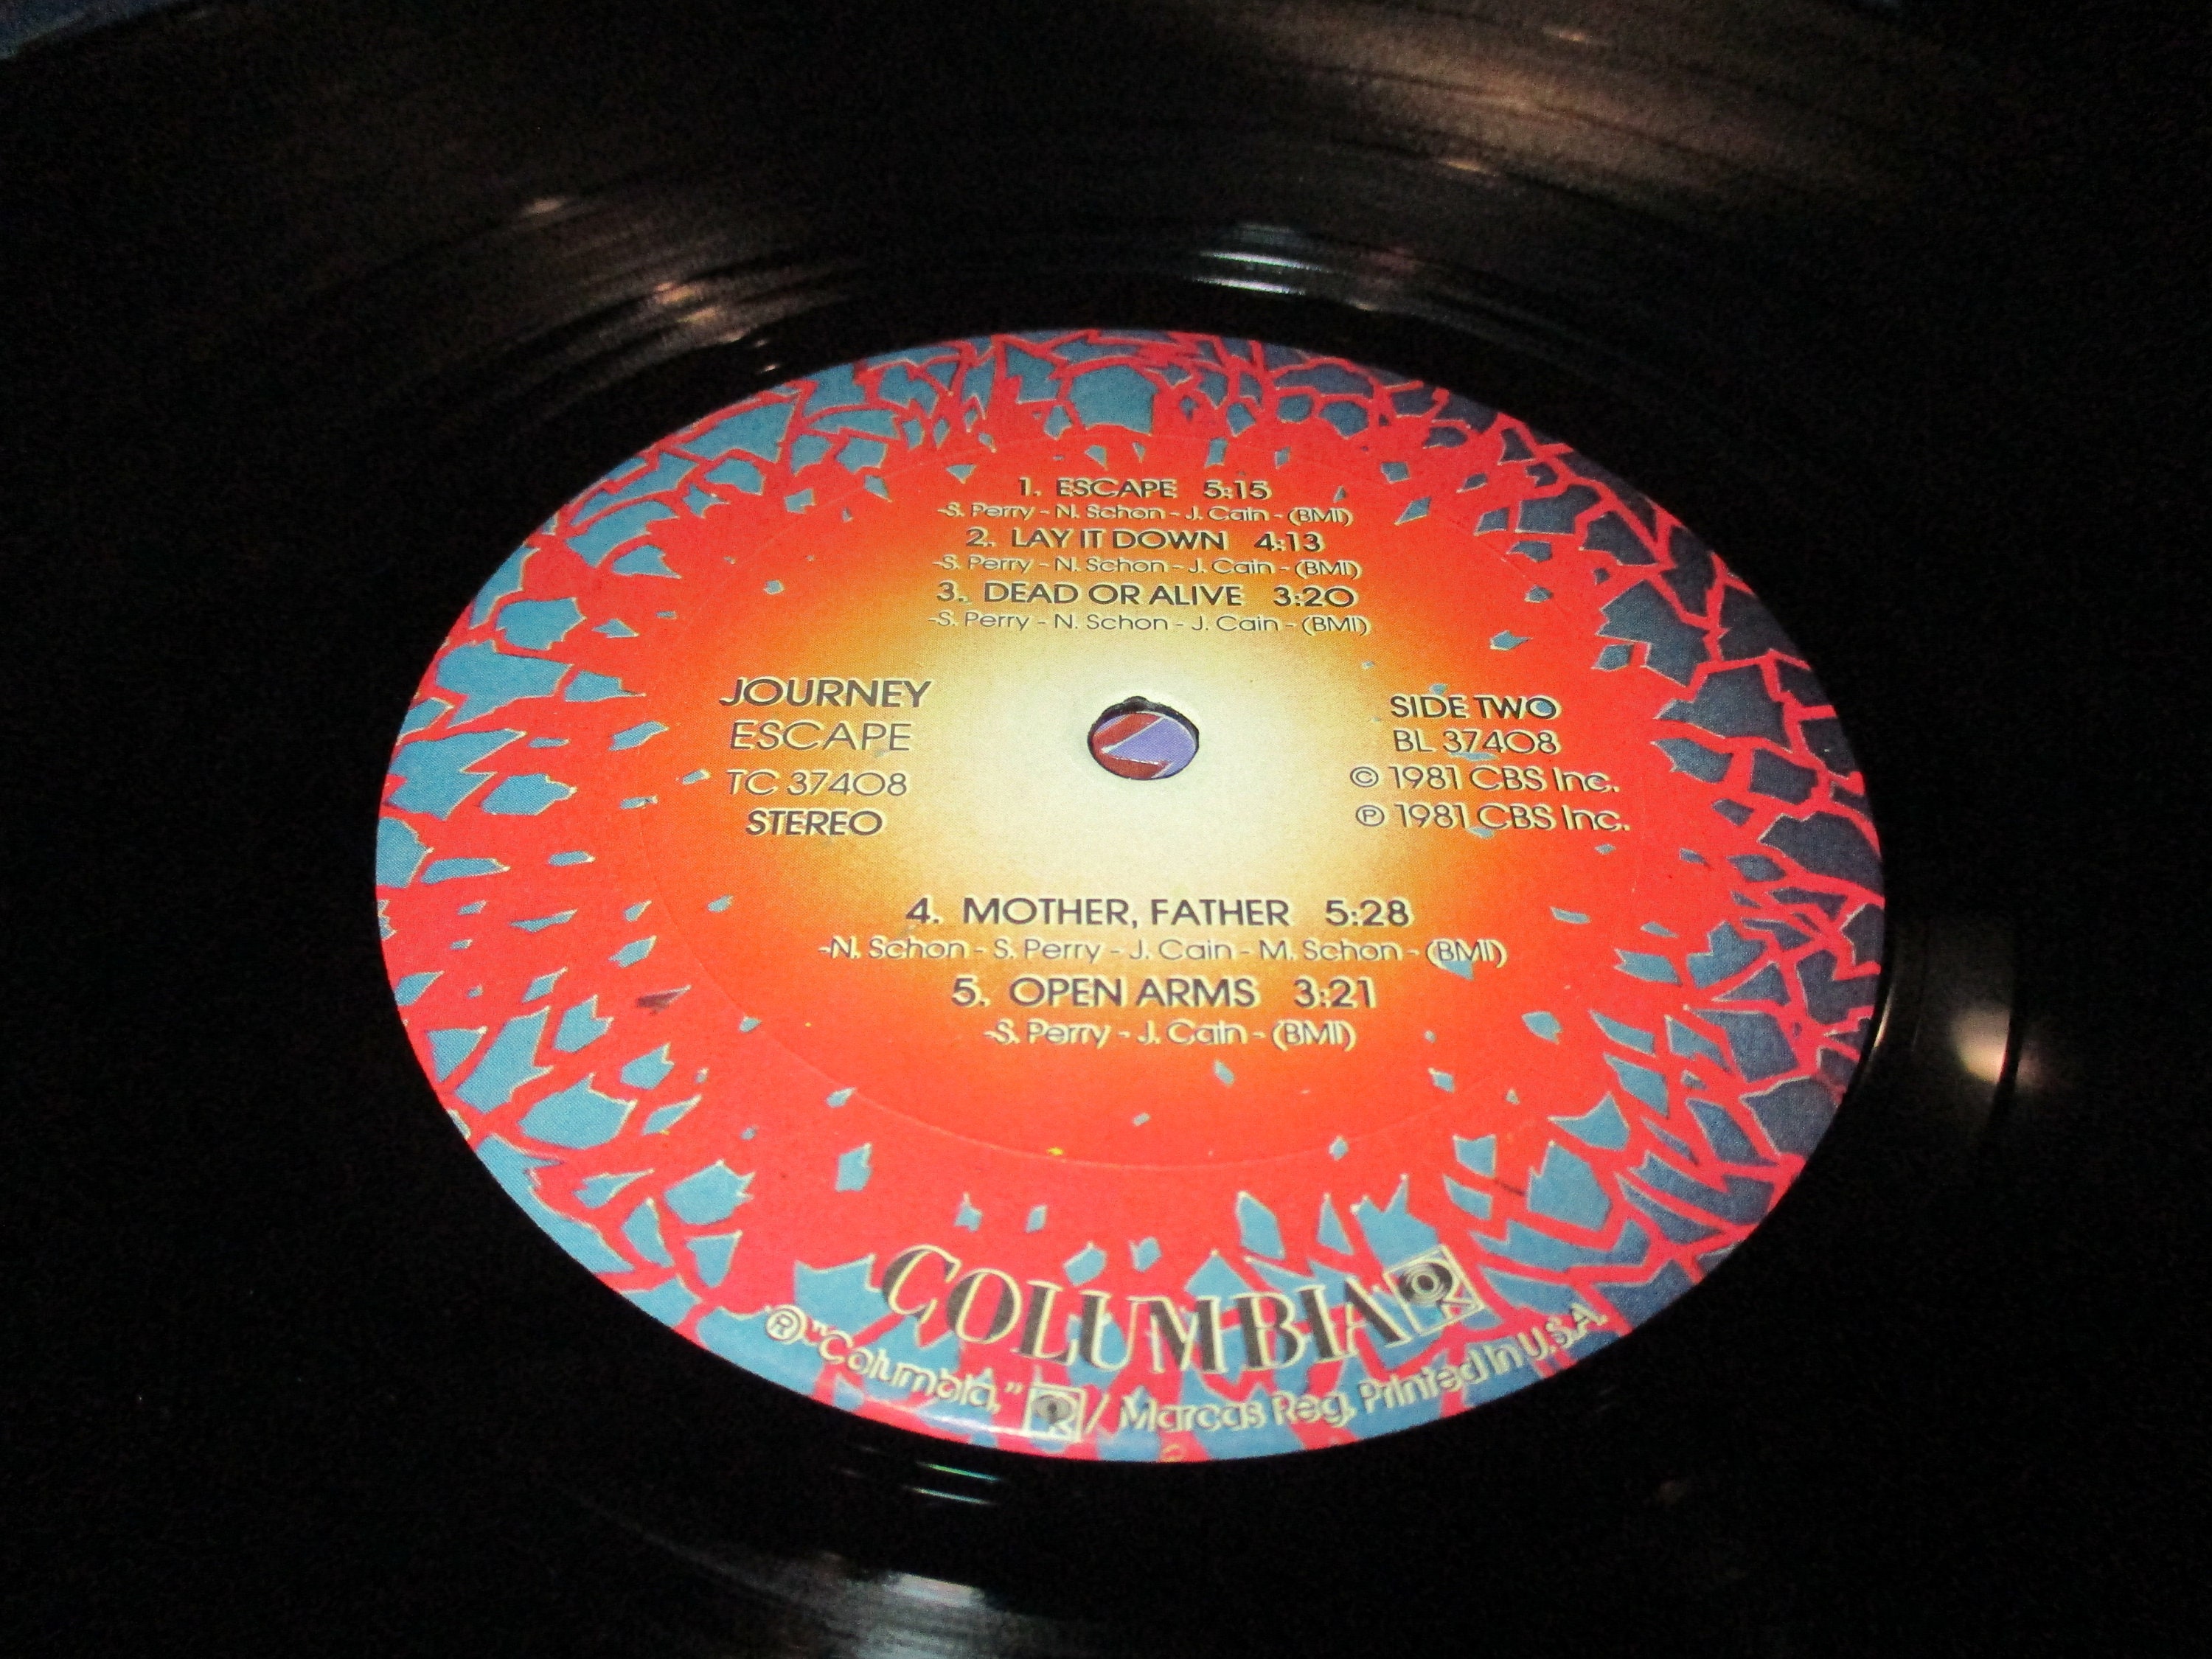 1. ESCAPE 5:15
-S. Perry - N. Schon - J. Cain - (BMI)
2. LAY IT DOWN 4:13
-S. Perry - N. Schon - J. Cain - (BMI)
3. DEAD OR ALIVE 3:20
-S. Perry - N. Schon - J. Cain - (BMI)
JOURNEY
ESCAPE
TC 37408
STEREO
SIDE TWO
BL 37408
© 1981 CBS Inc.
℗ 1981 CBS Inc.
4. MOTHER, FATHER 5:28
-N. Schon - S. Perry - J. Cain - M. Schon - (BMI)
5. OPEN ARMS 3:21
-S. Perry - J. Cain - (BMI)
COLUMBIA
® "Columbia," / Marcas Reg. Printed in U.S.A.